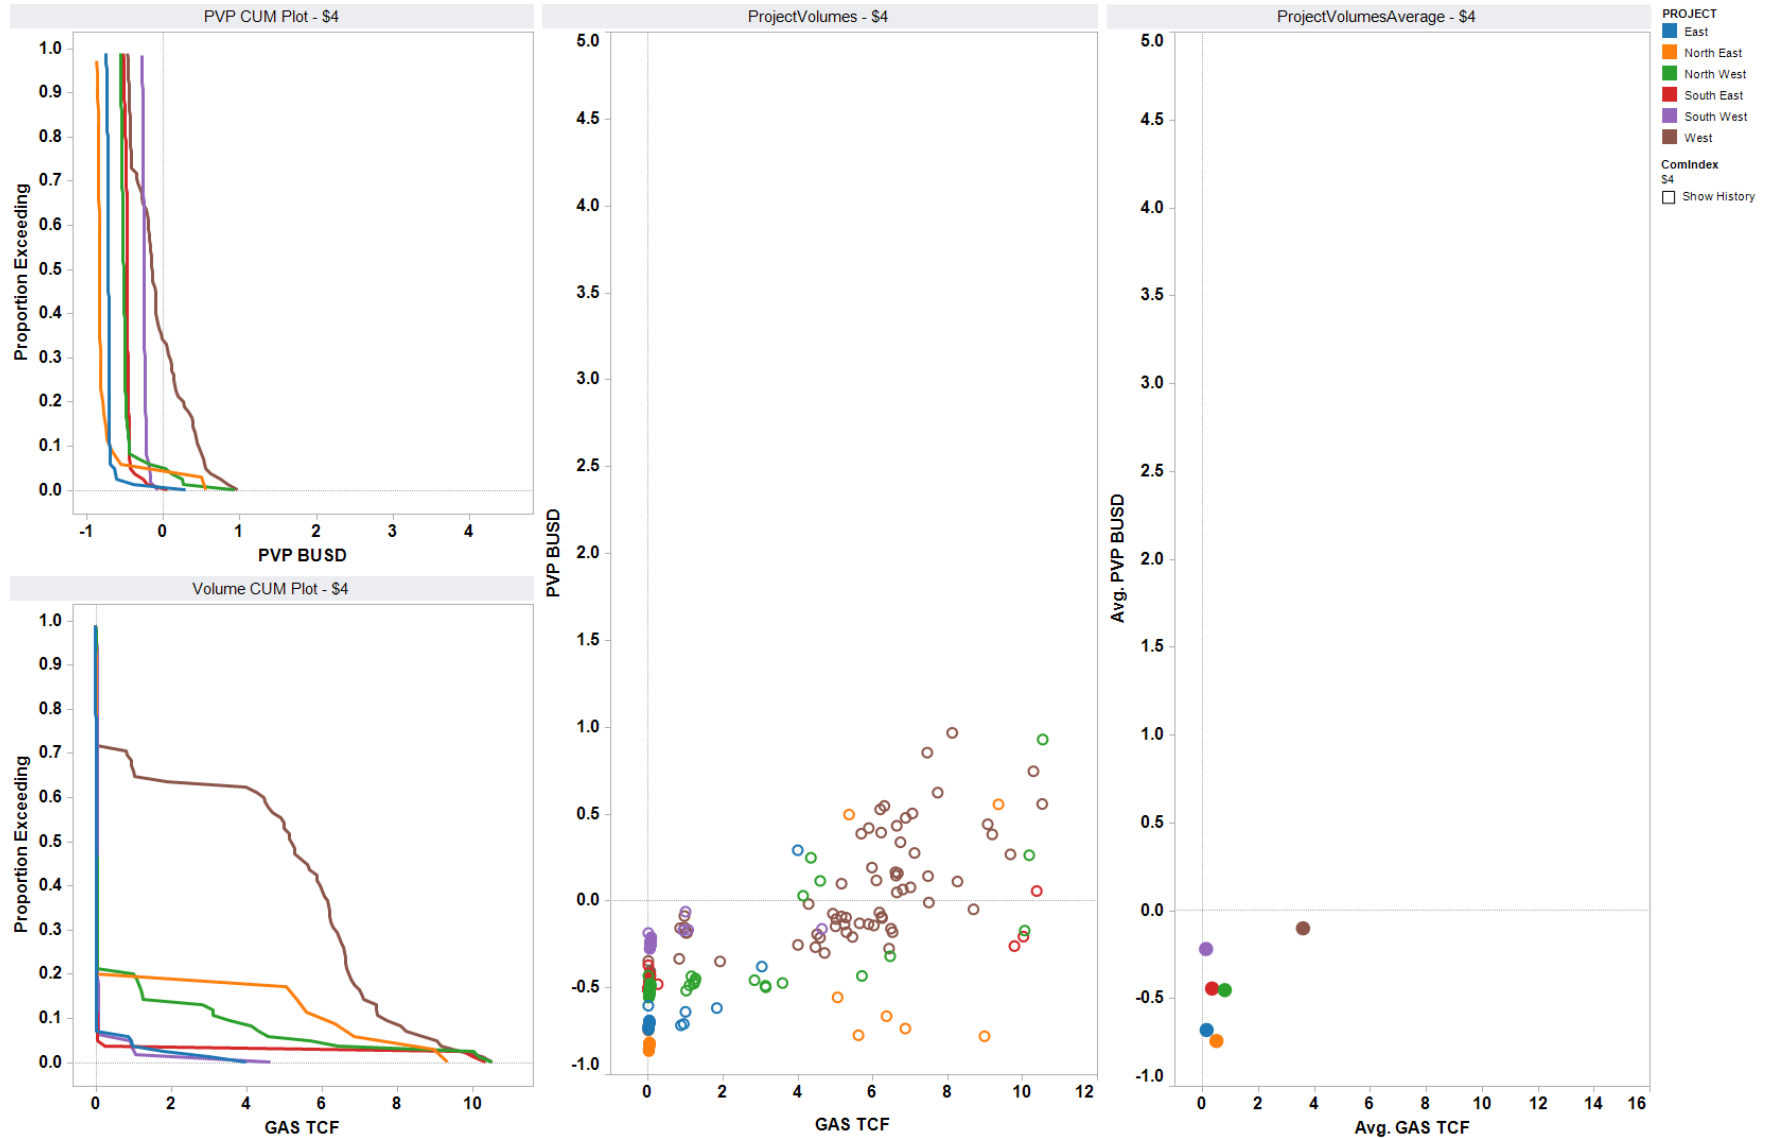 PVP CUM Plot - $4
Proportion Exceeding
1.0
0.9
0.8
0.7
0.6
0.5
0.4
0.3
0.2
0.1
0.0
-1 0 1 2 3 4
PVP BUSD
Volume CUM Plot - $4
Proportion Exceeding
1.0
0.9
0.8
0.7
0.6
0.5
0.4
0.3
0.2
0.1
0.0
0 2 4 6 8 10
GAS TCF
ProjectVolumes - $4
PVP BUSD
5.0
4.5
4.0
3.5
3.0
2.5
2.0
1.5
1.0
0.5
0.0
-0.5
-1.0
0 2 4 6 8 10 12
GAS TCF
ProjectVolumesAverage - $4
Avg. PVP BUSD
5.0
4.5
4.0
3.5
3.0
2.5
2.0
1.5
1.0
0.5
0.0
-0.5
-1.0
0 2 4 6 8 10 12 14 16
Avg. GAS TCF
PROJECT
East
North East
North West
South East
South West
West
ComIndex
$4
Show History